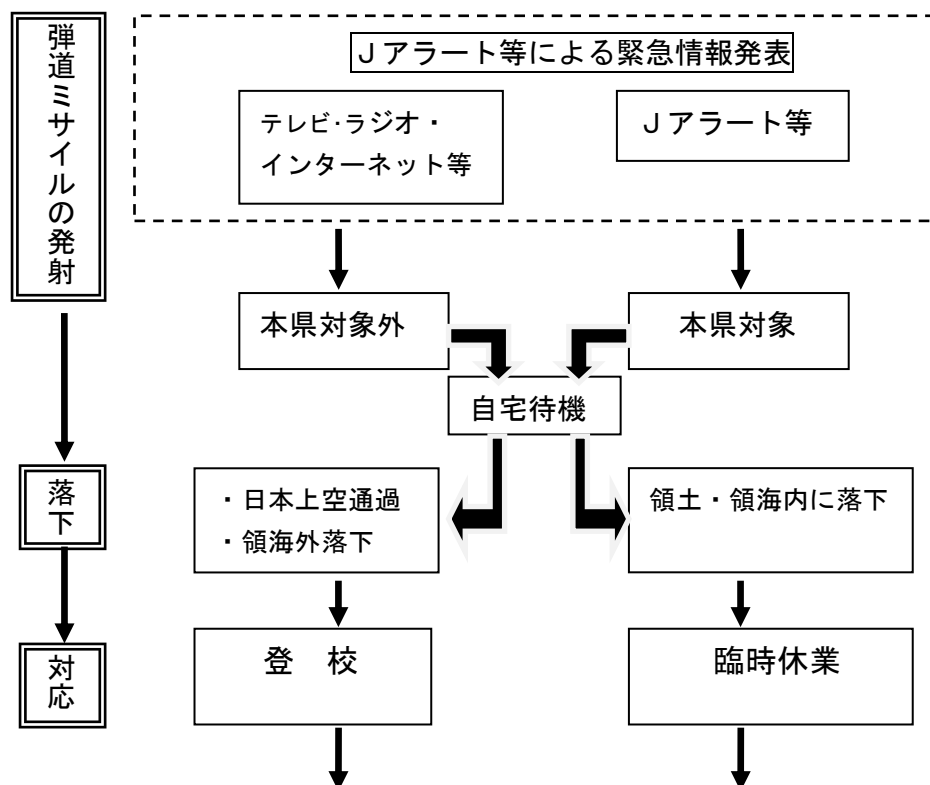 弾道ミサイルの発射
Jアラート等による緊急情報発表
テレビ･ラジオ・
インターネット等
Jアラート等
本県対象外
本県対象
自宅待機
落下
・日本上空通過
・領海外落下
領土・領海内に落下
対応
登　校
臨時休業